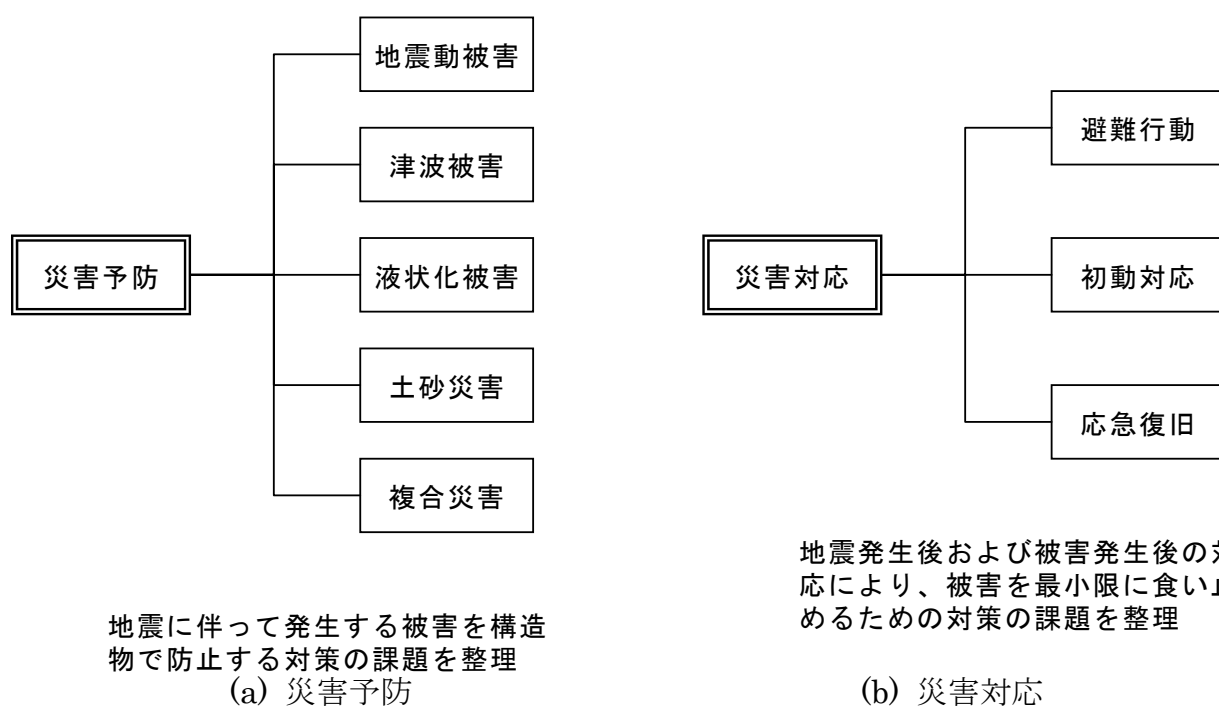 災害予防
地震動被害
津波被害
液状化被害
土砂災害
複合災害
地震に伴って発生する被害を構造
物で防止する対策の課題を整理
(a) 災害予防
災害対応
避難行動
初動対応
応急復旧
地震発生後および被害発生後の
応により、被害を最小限に食い
めるための対策の課題を整理
(b) 災害対応